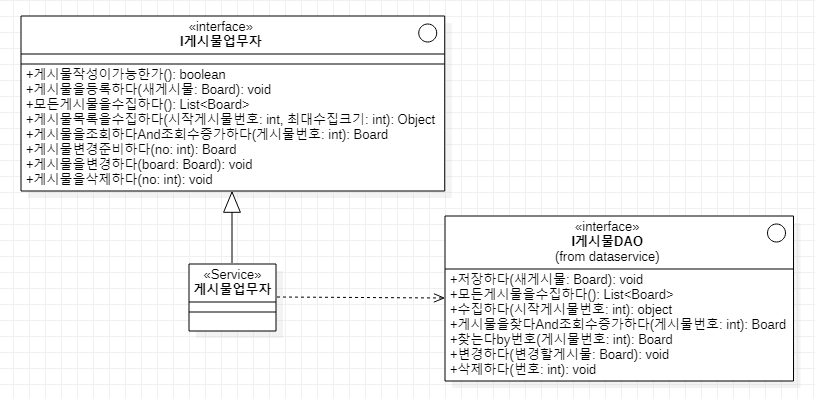 «interface»
I게시물업무자
+게시물작성이가능한가(): boolean
+게시물을등록하다(새게시물: Board): void
+모든게시물을수집하다(): List<Board>
+게시물목록을수집하다(시작게시물번호: int, 최대수집크기: int): Object
+게시물을조회하다And조회수증가하다(게시물번호: int): Board
+게시물변경준비하다(no: int): Board
+게시물을변경하다(board: Board): void
+게시물을삭제하다(no: int): void
«Service»
게시물업무자
«interface»
I게시물DAO
(from dataservice)
+저장하다(새게시물: Board): void
+모든게시물을수집하다(): List<Board>
+수집하다(시작게시물번호: int): object
+게시물을찾다And조회수증가하다(게시물번호: int): Board
+찾는다by번호(게시물번호: int): Board
+변경하다(변경할게시물: Board): void
+삭제하다(번호: int): void